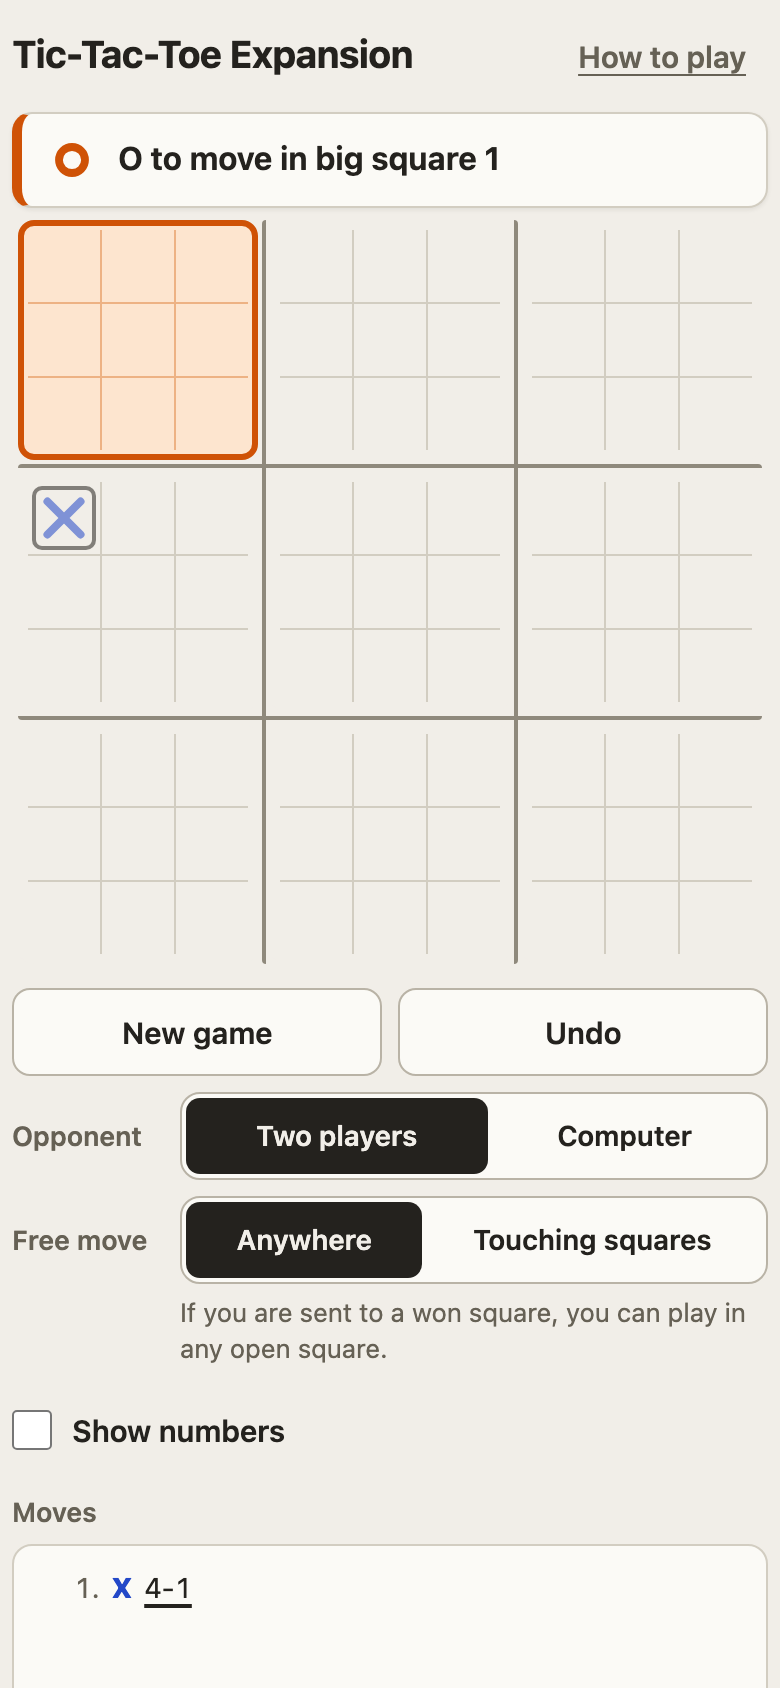 Tic-Tac-Toe Expansion
How to play
O to move in big square 1
New game
Undo
Opponent
Two players
Computer
Free move
Anywhere
Touching squares
If you are sent to a won square, you can play in
any open square.
Show numbers
Moves
1. X 4-1